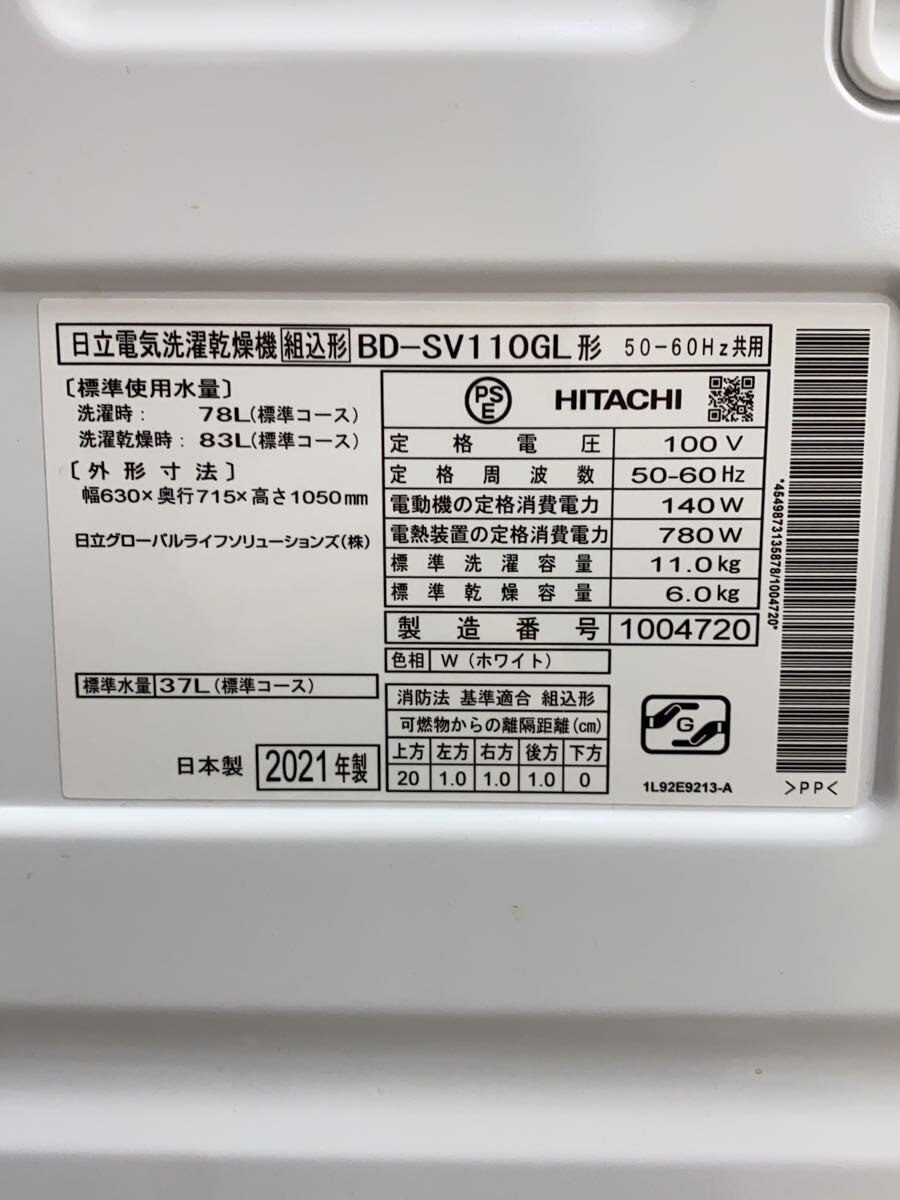 日立電気洗濯乾燥機 組込形 BD-SV110GL形 50-60Hz共用
〔標準使用水量〕
洗濯時： 78L(標準コース)
洗濯乾燥時：83L(標準コース)
〔外形寸法〕
幅630×奥行715×高さ1050mm
日立グローバルライフソリューションズ(株)
標準水量 37L(標準コース)
日本製 2021年製
PSE HITACHI
定格電圧 100V
定格周波数 50-60Hz
電動機の定格消費電力 140W
電熱装置の定格消費電力 780W
標準洗濯容量 11.0kg
標準乾燥容量 6.0kg
製造番号 1004720
色相 W（ホワイト）
消防法 基準適合 組込形
可燃物からの離隔距離(cm)
上方 左方 右方 後方 下方
20 1.0 1.0 1.0 0
G
1L92E9213-A
*4549873135878/1004720*
>PP<